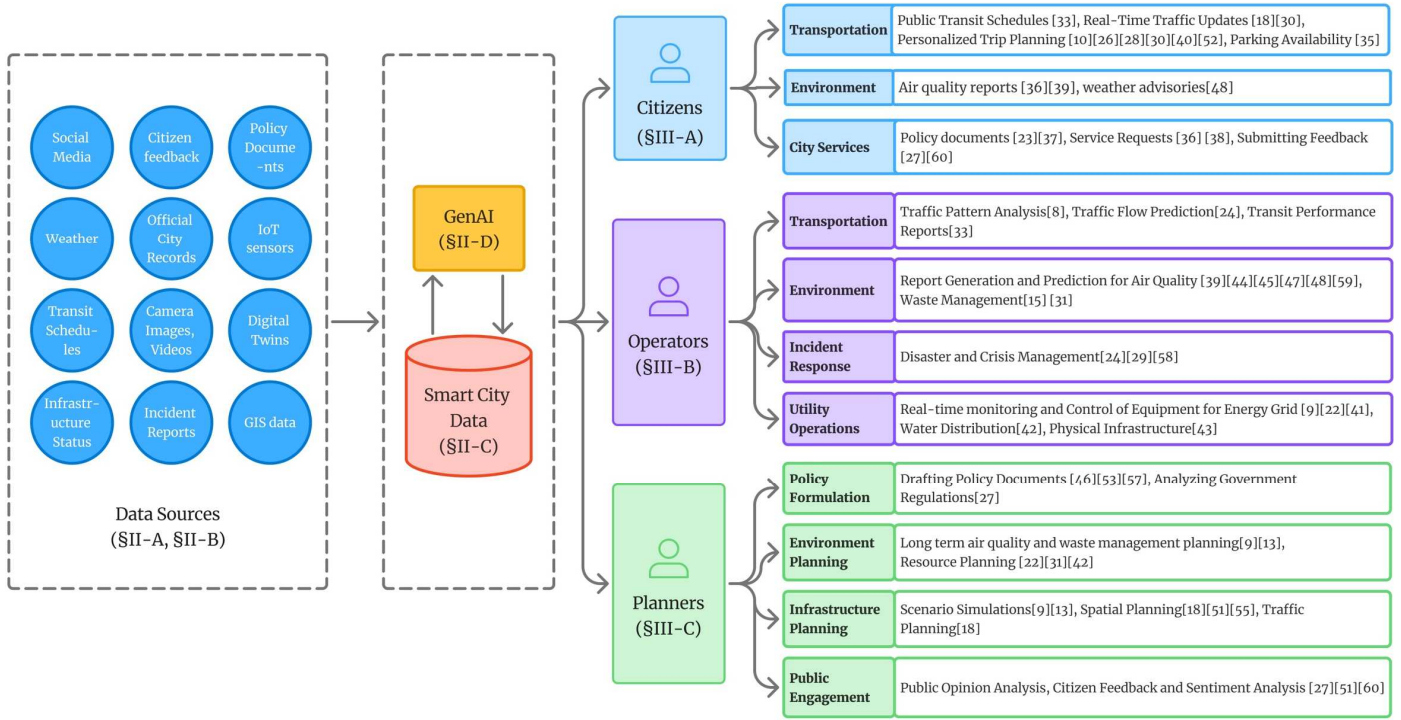 Social
Media
Citizen
feedback
Policy
Docume
-nts
Weather
Official
City
Records
IoT
sensors
Transit
Schedu-
les
Camera
Images,
Videos
Digital
Twins
Infrastr-
ucture
Status
Incident
Reports
GIS data
Data Sources
(§II-A, §II-B)
GenAI
(§II-D)
Smart City
Data
(§II-C)
Citizens
(§III-A)
Transportation
Public Transit Schedules [33], Real-Time Traffic Updates [18][30],
Personalized Trip Planning [10][26][28][30][40][52], Parking Availability [35]
Environment
Air quality reports [36][39], weather advisories[48]
City Services
Policy documents [23][37], Service Requests [36] [38], Submitting Feedback
[27][60]
Operators
(§III-B)
Transportation
Traffic Pattern Analysis[8], Traffic Flow Prediction[24], Transit Performance
Reports[33]
Environment
Report Generation and Prediction for Air Quality [39][44][45][47][48][59],
Waste Management[15] [31]
Incident
Response
Disaster and Crisis Management[24][29][58]
Utility
Operations
Real-time monitoring and Control of Equipment for Energy Grid [9][22][41],
Water Distribution[42], Physical Infrastructure[43]
Planners
(§III-C)
Policy
Formulation
Drafting Policy Documents [46][53][57], Analyzing Government
Regulations[27]
Environment
Planning
Long term air quality and waste management planning[9][13],
Resource Planning [22][31][42]
Infrastructure
Planning
Scenario Simulations[9][13], Spatial Planning[18][51][55], Traffic
Planning[18]
Public
Engagement
Public Opinion Analysis, Citizen Feedback and Sentiment Analysis [27][51][60]